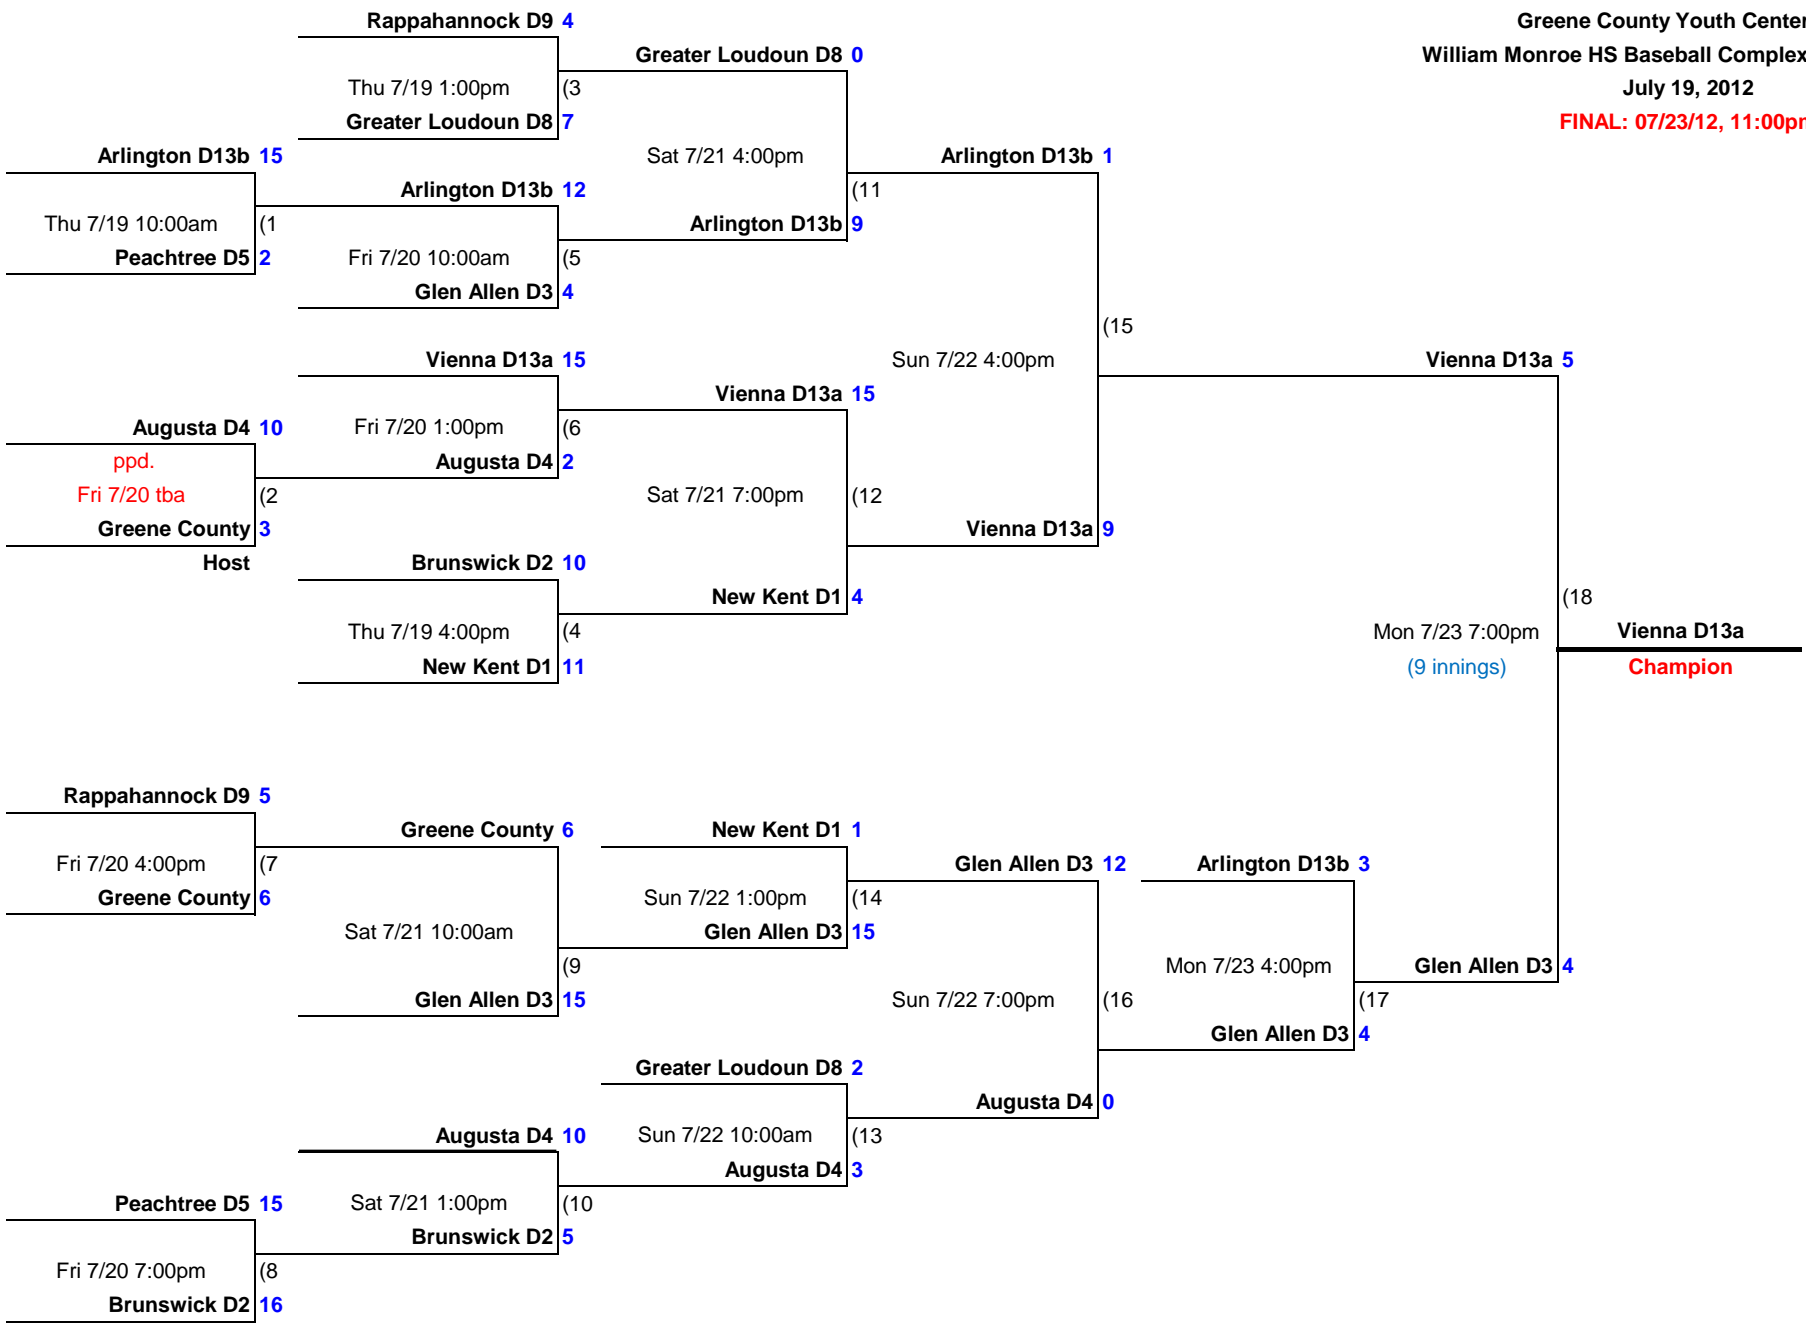 Rappahannock D9 4
Greene County Youth Center
Greater Loudoun D8 0
William Monroe HS Baseball Complex
Thu 7/19 1:00pm (3
July 19, 2012
Greater Loudoun D8 7
FINAL: 07/23/12, 11:00pm
Arlington D13b 15
Sat 7/21 4:00pm
Arlington D13b 1
Arlington D13b 12
(11
Thu 7/19 10:00am (1
Arlington D13b 9
Peachtree D5 2
Fri 7/20 10:00am (5
Glen Allen D3 4
(15
Vienna D13a 15
Sun 7/22 4:00pm
Vienna D13a 5
Vienna D13a 15
Augusta D4 10
Fri 7/20 1:00pm (6
ppd.
Augusta D4 2
Fri 7/20 tba (2
Sat 7/21 7:00pm (12
Greene County 3
Vienna D13a 9
Host
Brunswick D2 10
New Kent D1 4
(18
Thu 7/19 4:00pm (4
Mon 7/23 7:00pm
Vienna D13a
New Kent D1 11
(9 innings)
Champion
Rappahannock D9 5
Greene County 6
New Kent D1 1
Fri 7/20 4:00pm (7
Glen Allen D3 12
Arlington D13b 3
Greene County 6
Sun 7/22 1:00pm (14
Sat 7/21 10:00am
Glen Allen D3 15
(9
Mon 7/23 4:00pm
Glen Allen D3 4
Glen Allen D3 15
Sun 7/22 7:00pm (16
(17
Glen Allen D3 4
Greater Loudoun D8 2
Augusta D4 0
Augusta D4 10
Sun 7/22 10:00am (13
Augusta D4 3
Peachtree D5 15
Sat 7/21 1:00pm (10
Brunswick D2 5
Fri 7/20 7:00pm (8
Brunswick D2 16